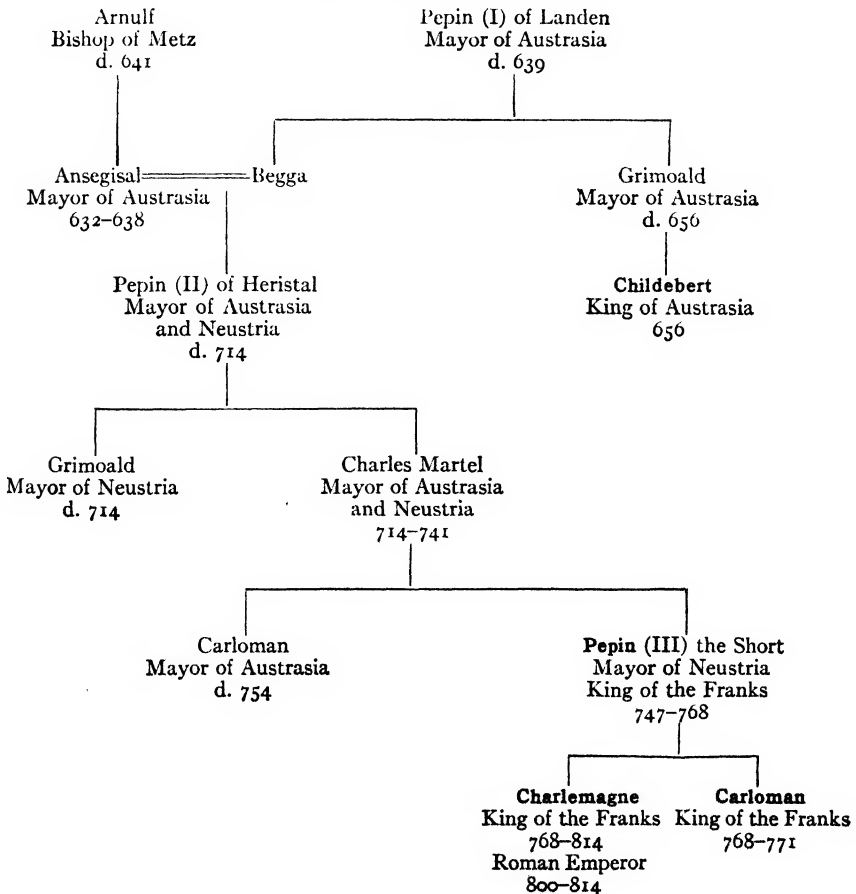 Arnulf
Bishop of Metz
d. 641
Pepin (I) of Landen
Mayor of Austrasia
d. 639
Ansegisal
Mayor of Austrasia
632–638
Begga
Grimoald
Mayor of Austrasia
d. 656
Pepin (II) of Heristal
Mayor of Austrasia
and Neustria
d. 714
Childebert
King of Austrasia
656
Grimoald
Mayor of Neustria
d. 714
Charles Martel
Mayor of Austrasia
and Neustria
714–741
Carloman
Mayor of Austrasia
d. 754
Pepin (III) the Short
Mayor of Neustria
King of the Franks
747–768
Charlemagne
King of the Franks
768–814
Roman Emperor
800–814
Carloman
King of the Franks
768–771